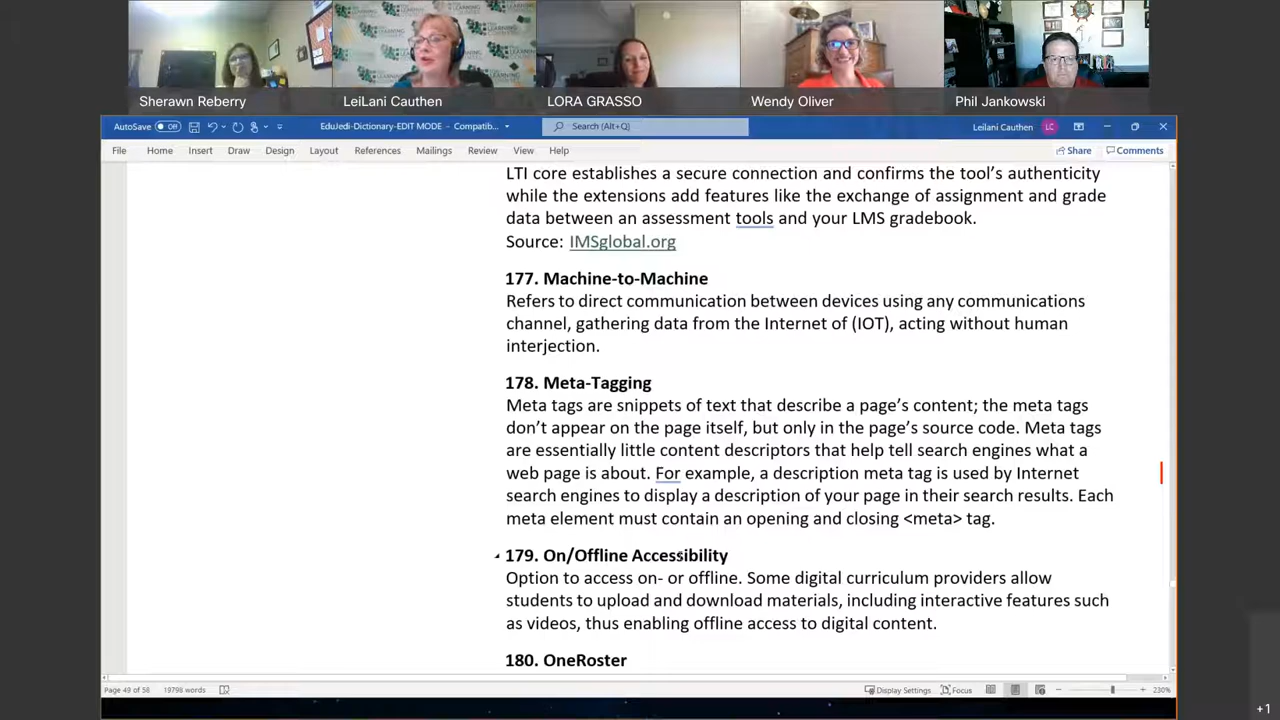 Sherawn Reberry
LeiLani Cauthen
LORA GRASSO
Wendy Oliver
Phil Jankowski
AutoSave Off
EduJedi-Dictionary-EDIT MODE - Compatib...
Search (Alt+Q)
Leilani Cauthen LC
File Home Insert Draw Design Layout References Mailings Review View Help
Share Comments
LTI core establishes a secure connection and confirms the tool’s authenticity
while the extensions add features like the exchange of assignment and grade
data between an assessment tools and your LMS gradebook.
Source: IMSglobal.org
177. Machine-to-Machine
Refers to direct communication between devices using any communications
channel, gathering data from the Internet of (IOT), acting without human
interjection.
178. Meta-Tagging
Meta tags are snippets of text that describe a page’s content; the meta tags
don’t appear on the page itself, but only in the page’s source code. Meta tags
are essentially little content descriptors that help tell search engines what a
web page is about. For example, a description meta tag is used by Internet
search engines to display a description of your page in their search results. Each
meta element must contain an opening and closing <meta> tag.
179. On/Offline Accessibility
Option to access on- or offline. Some digital curriculum providers allow
students to upload and download materials, including interactive features such
as videos, thus enabling offline access to digital content.
180. OneRoster
Page 49 of 58 19798 words
Display Settings Focus
230%
+1